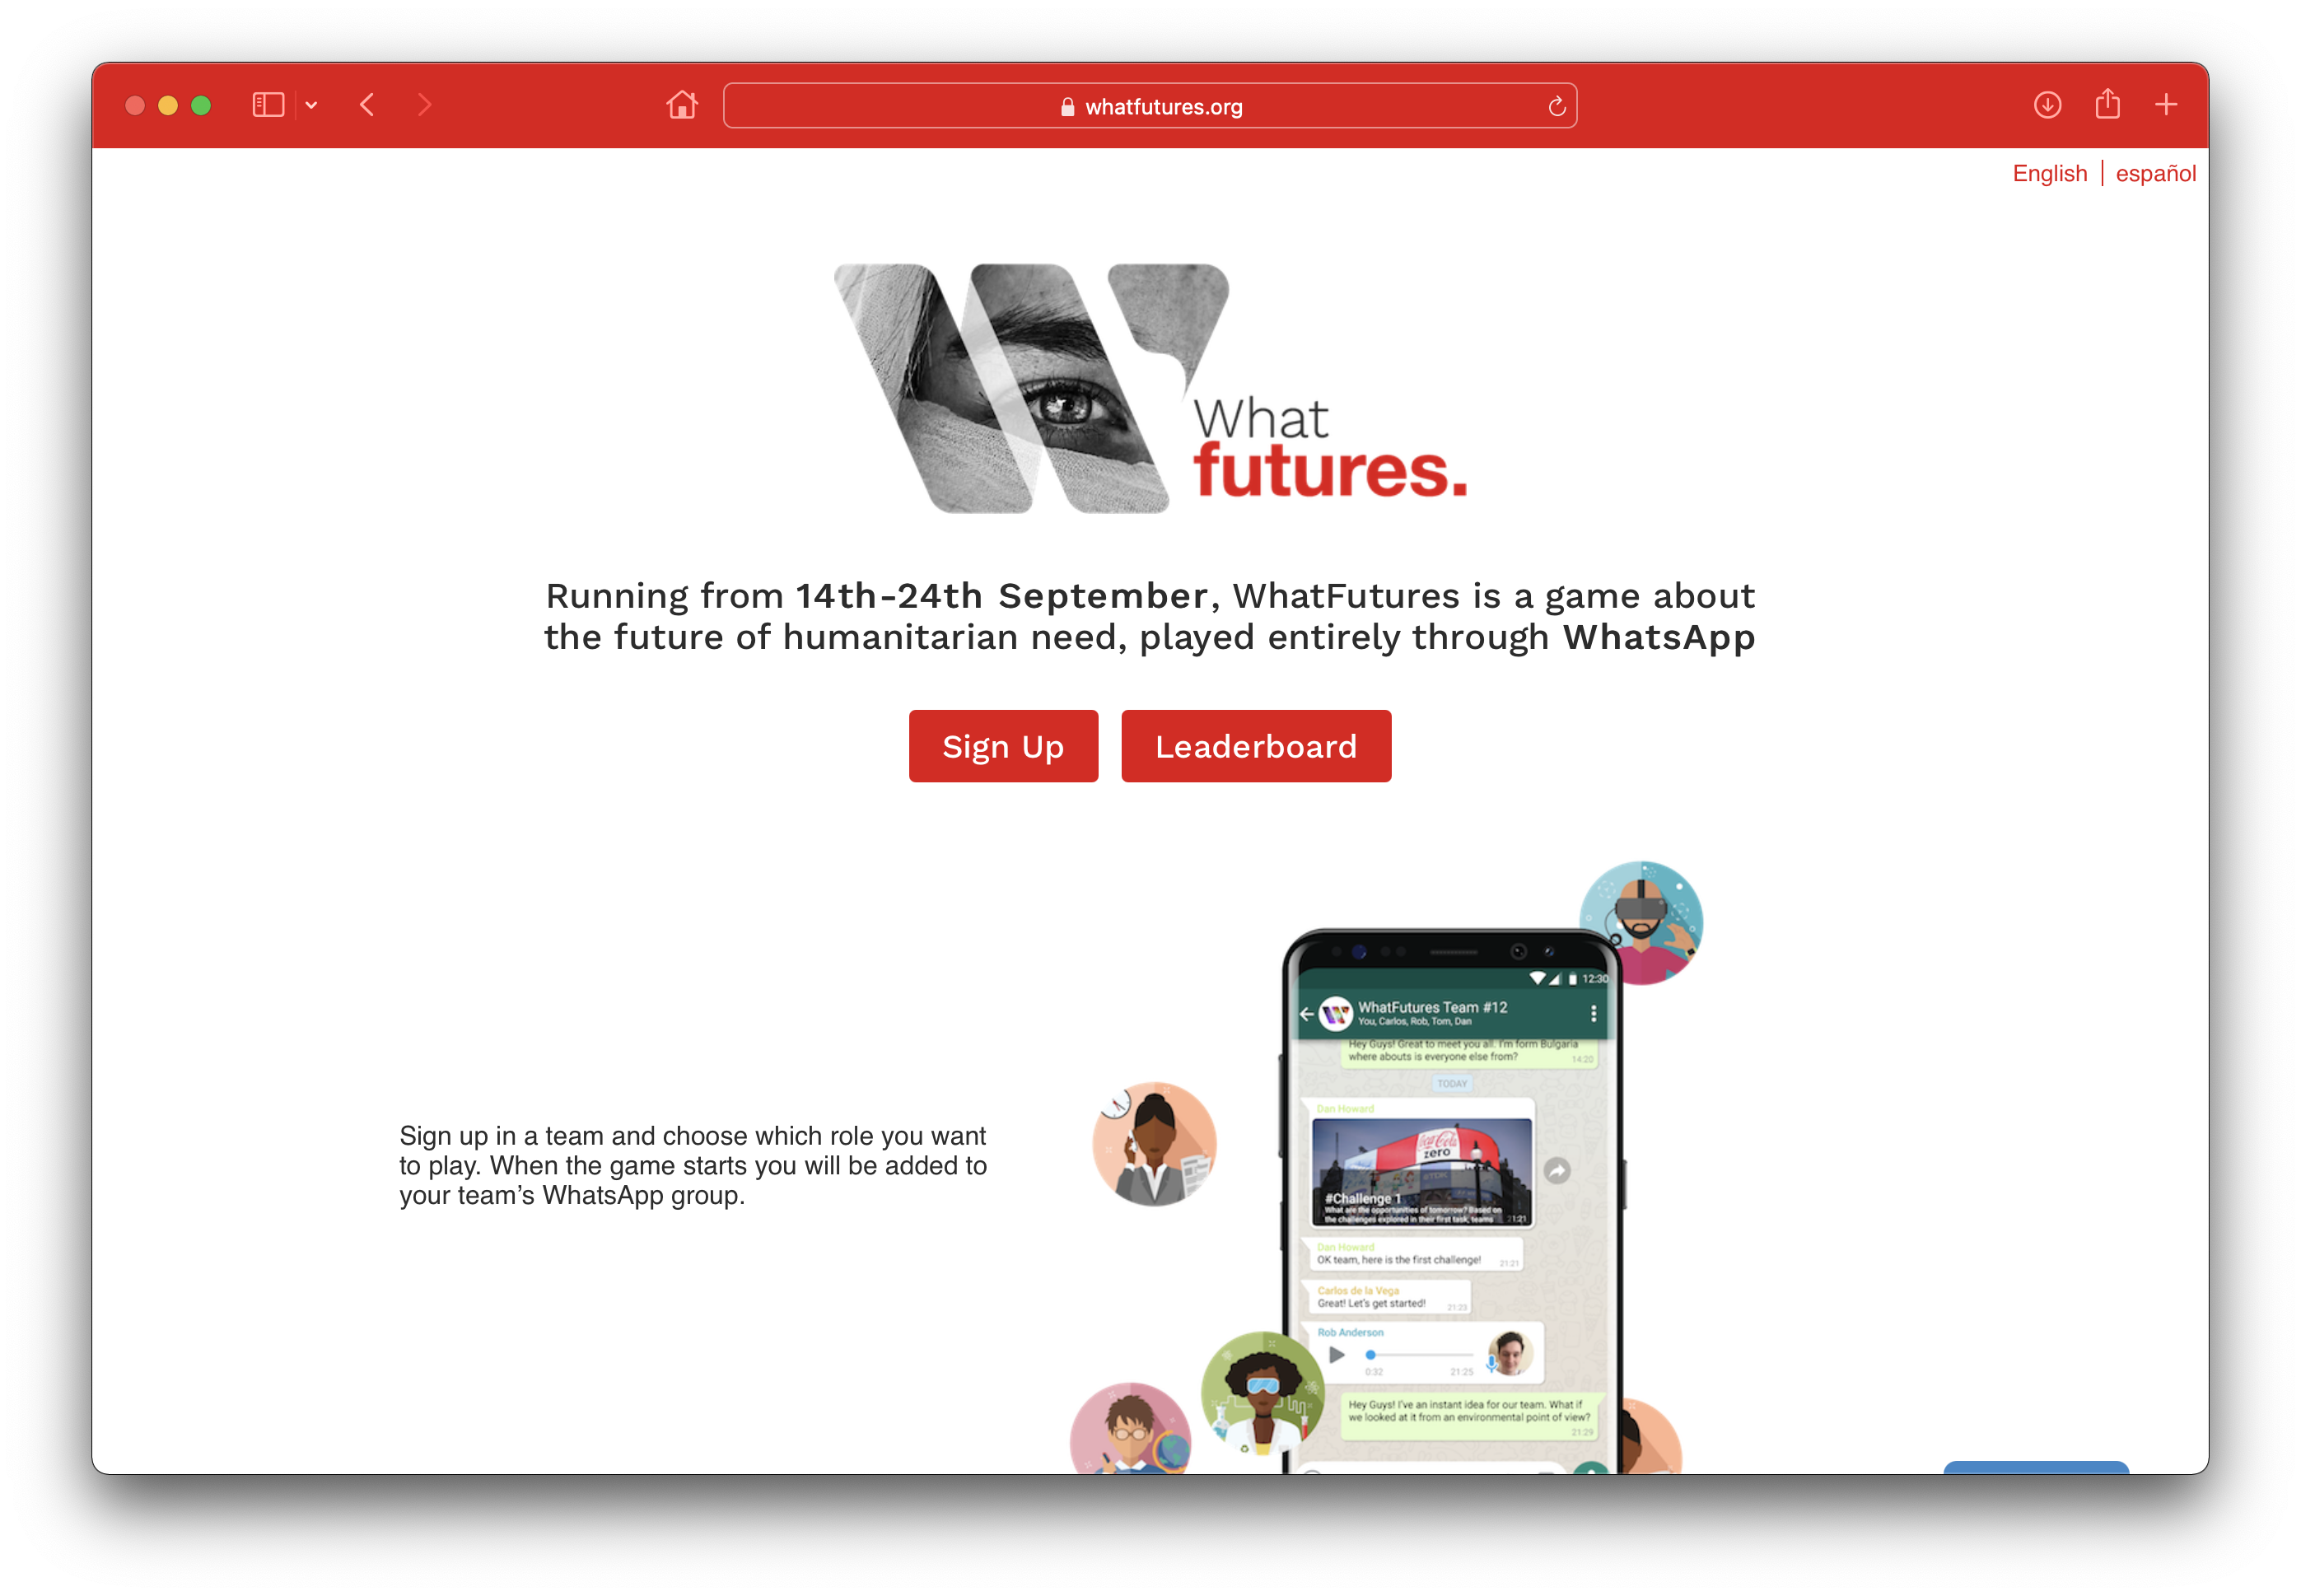 whatfutures.org
English | español
What
futures.
Running from 14th-24th September, WhatFutures is a game about
the future of humanitarian need, played entirely through WhatsApp
Sign Up
Leaderboard
12:30
WhatFutures Team #12
You, Carlos, Rob, Tom, Dan
Hey Guys! Great to meet you all. I'm form Bulgaria
where abouts is everyone else from?
14:20
TODAY
Dan Howard
Coca-Cola
zero
TDK
#Challenge 1
What are the opportunities of tomorrow? Based on
the challenges explored in their first task, teams
21:21
Dan Howard
OK team, here is the first challenge!
21:21
Carlos de la Vega
Great! Let's get started!
21:23
Rob Anderson
0:32
21:25
Hey Guys! I've an instant idea for our team. What if
we looked at it from an environmental point of view?
21:29
Sign up in a team and choose which role you want
to play. When the game starts you will be added to
your team’s WhatsApp group.